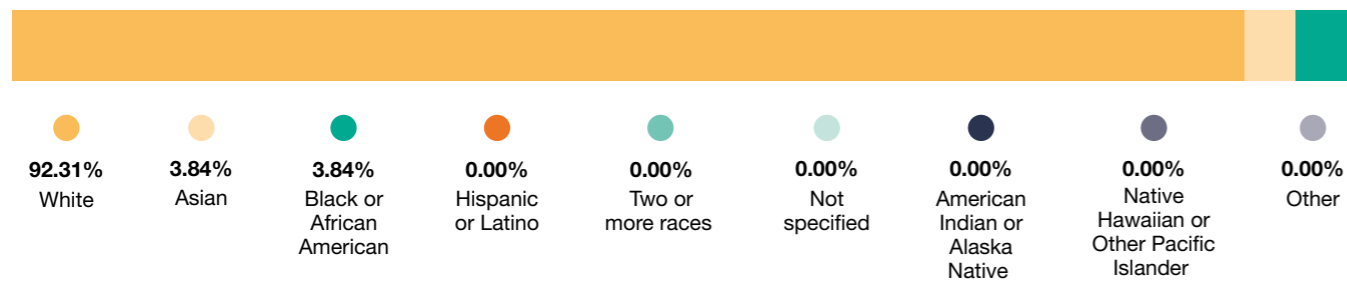 92.31%
White
3.84%
Asian
3.84%
Black or
African
American
0.00%
Hispanic
or Latino
0.00%
Two or
more races
0.00%
Not
specified
0.00%
American
Indian or
Alaska
Native
0.00%
Native
Hawaiian or
Other Pacific
Islander
0.00%
Other